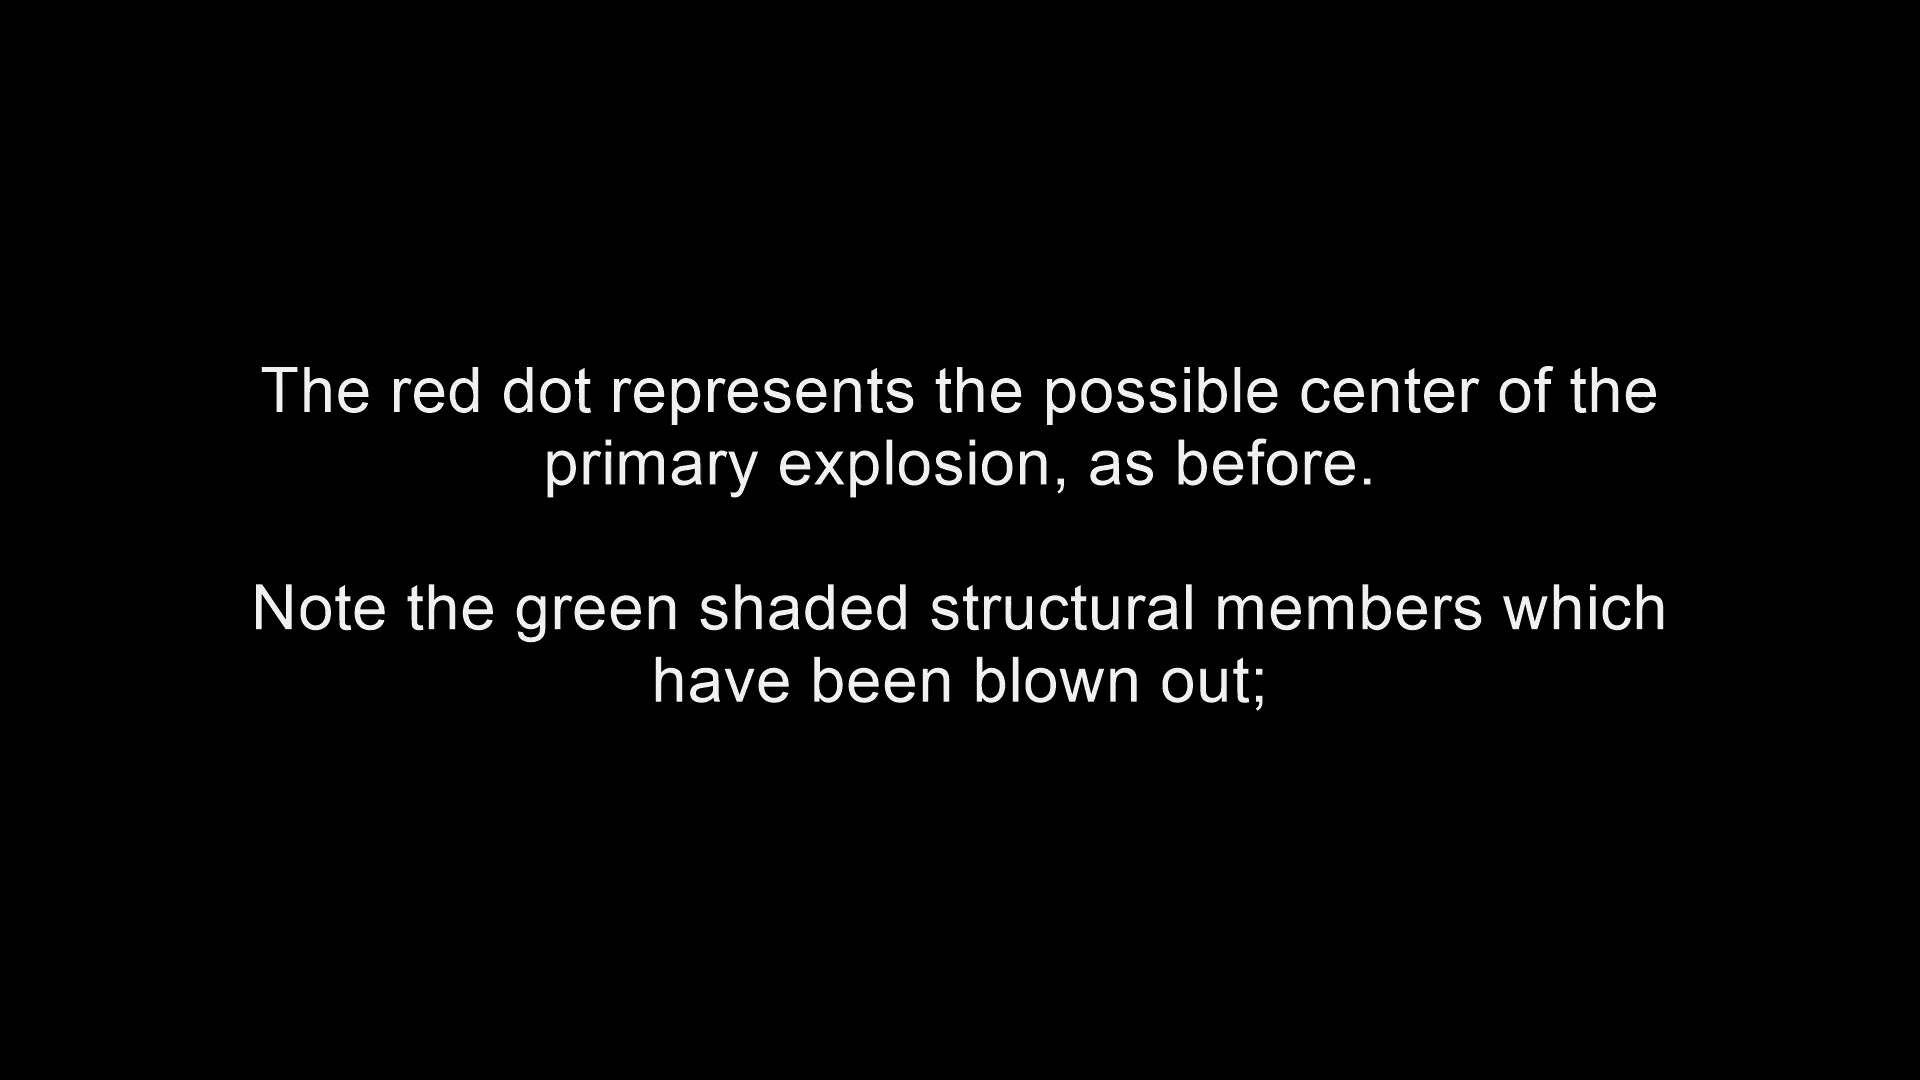 The red dot represents the possible center of the
primary explosion, as before.
Note the green shaded structural members which
have been blown out;